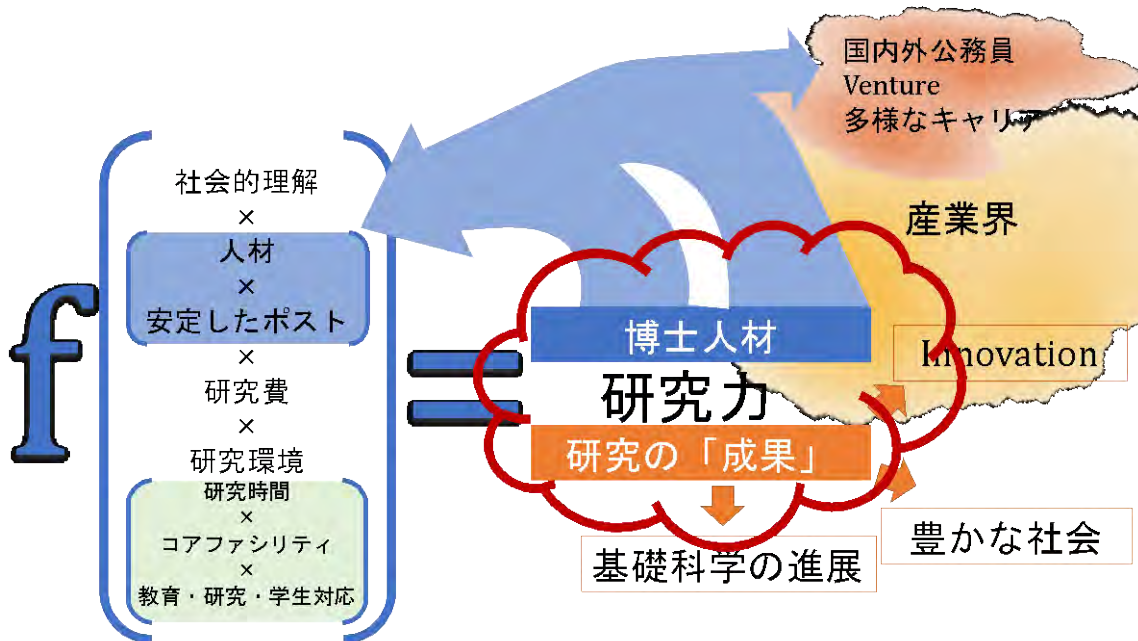 f
社会的理解
×
人材
×
安定したポスト
×
研究費
×
研究環境
研究時間
×
コアファシリティ
×
教育・研究・学生対応
=
博士人材
研究力
研究の「成果」
基礎科学の進展
豊かな社会
Innovation
産業界
国内外公務員
Venture
多様なキャリア